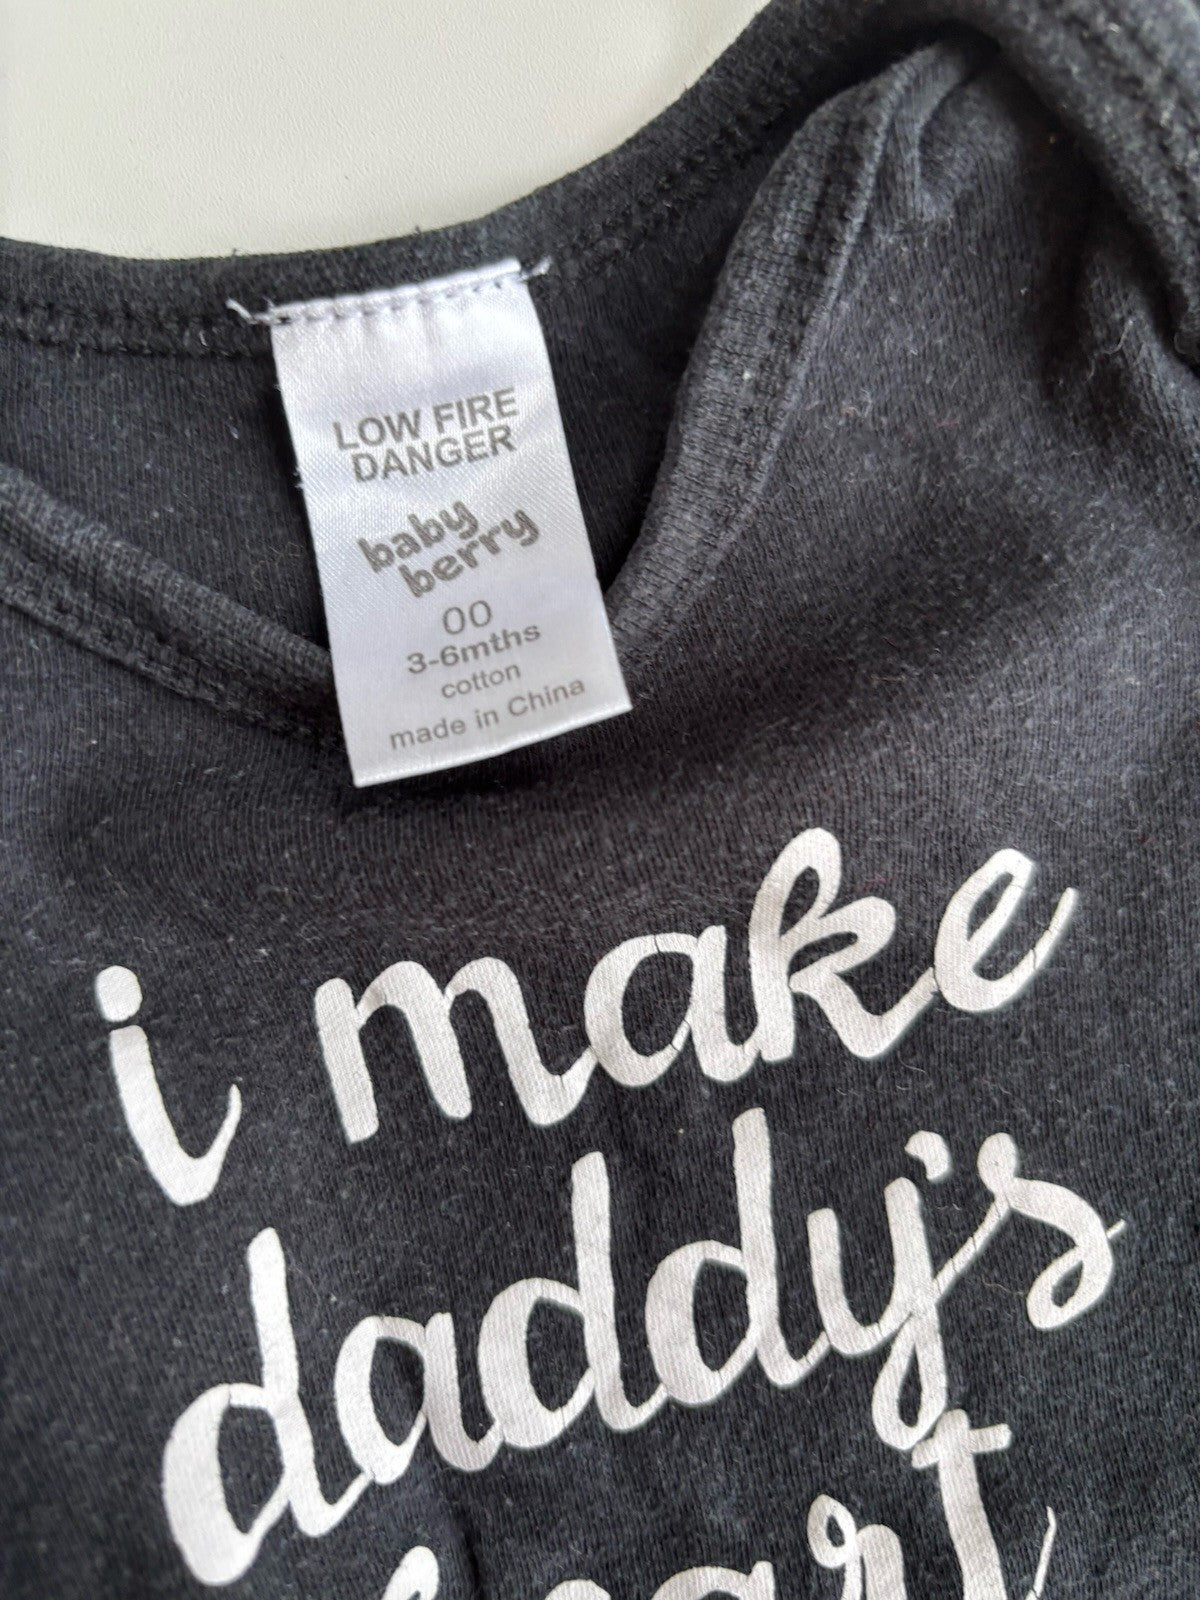 LOW FIRE
DANGER
baby
berry
00
3-6mths
cotton
made in China
i make
daddy's